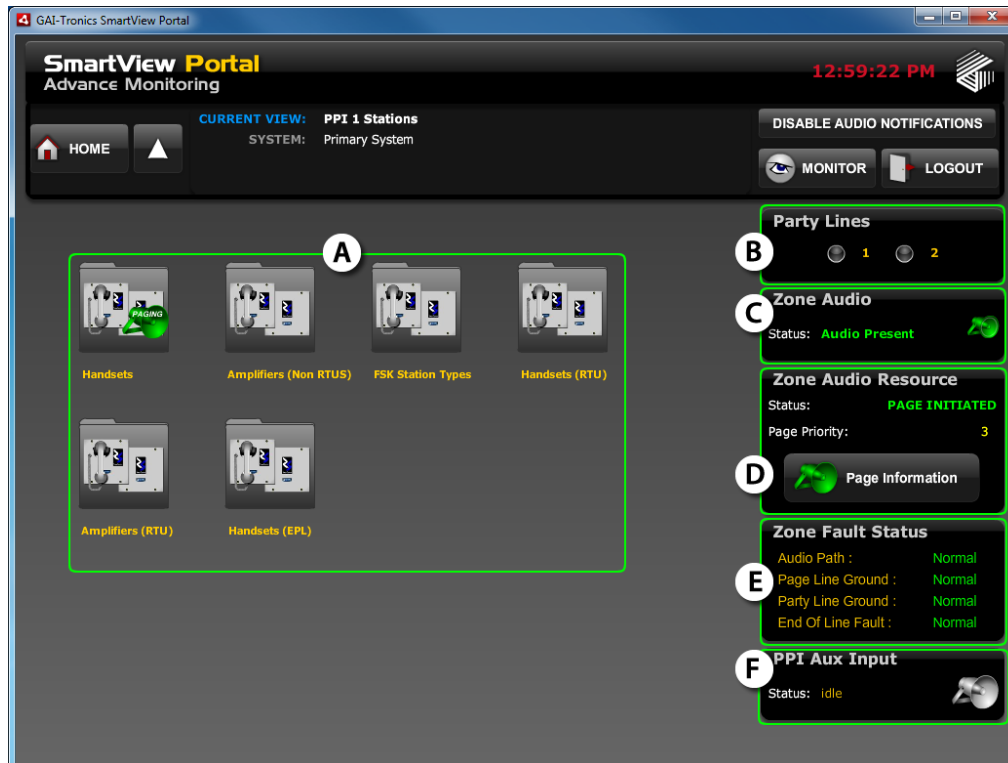 GAI-Tronics SmartView Portal
SmartView Portal
Advance Monitoring
12:59:22 PM
HOME
CURRENT VIEW: PPI 1 Stations
SYSTEM: Primary System
DISABLE AUDIO NOTIFICATIONS
MONITOR
LOGOUT
A
PAGING
Handsets
Amplifiers (Non RTUS)
FSK Station Types
Handsets (RTU)
Amplifiers (RTU)
Handsets (EPL)
Party Lines
B
1
2
Zone Audio
C
Status: Audio Present
Zone Audio Resource
Status: PAGE INITIATED
Page Priority: 3
D
Page Information
Zone Fault Status
Audio Path : Normal
E
Page Line Ground : Normal
Party Line Ground : Normal
End Of Line Fault : Normal
PPI Aux Input
F
Status: idle